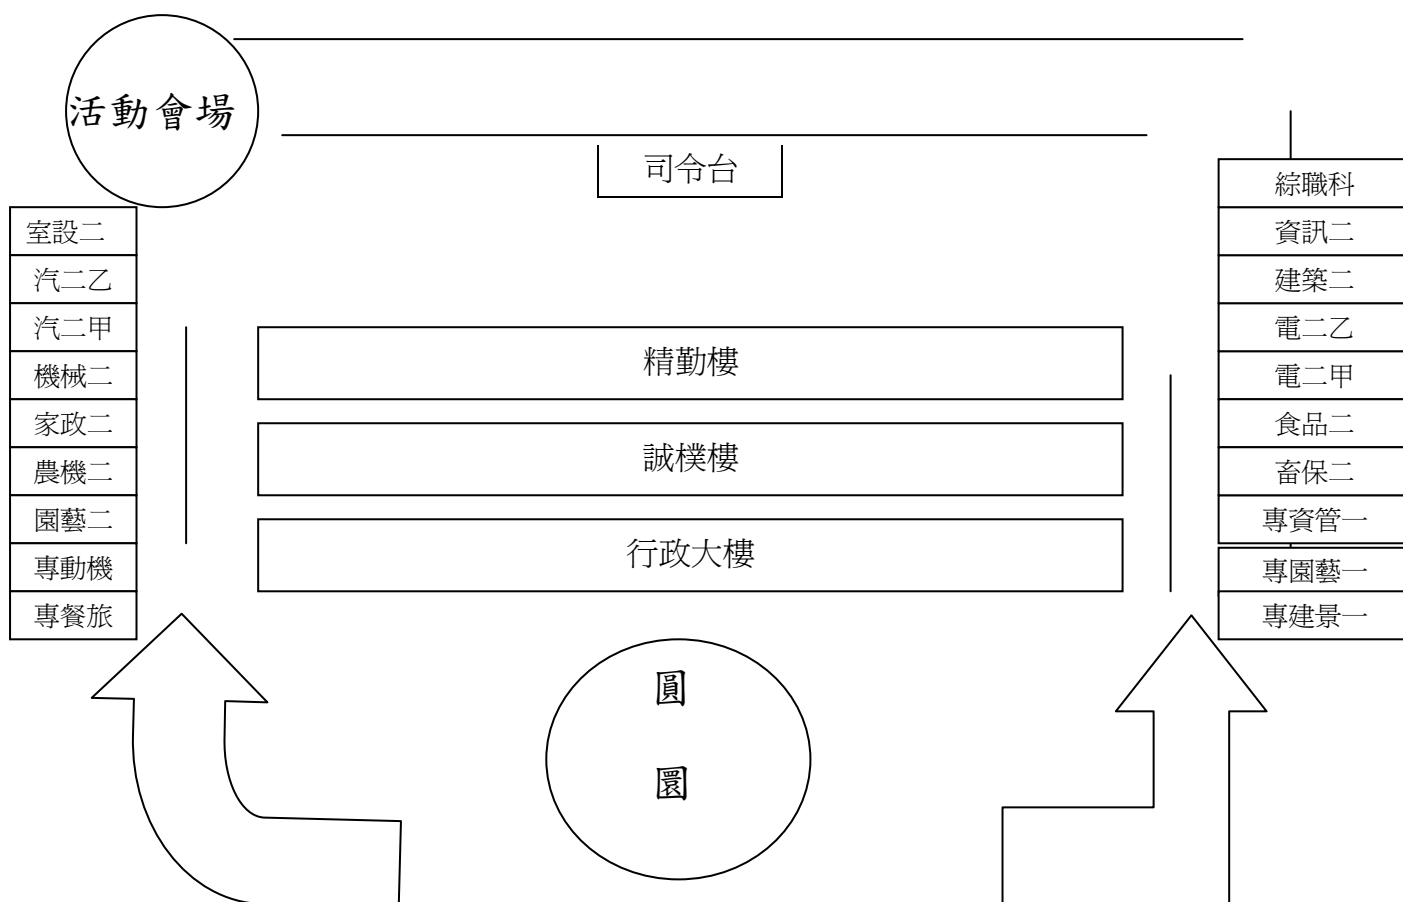 活動會場
司令台
室設二
汽二乙
汽二甲
機械二
家政二
農機二
園藝二
專動機
專餐旅
精勤樓
誠樸樓
行政大樓
綜職科
資訊二
建築二
電二乙
電二甲
食品二
畜保二
專資管一
專園藝一
專建景一
圓
園